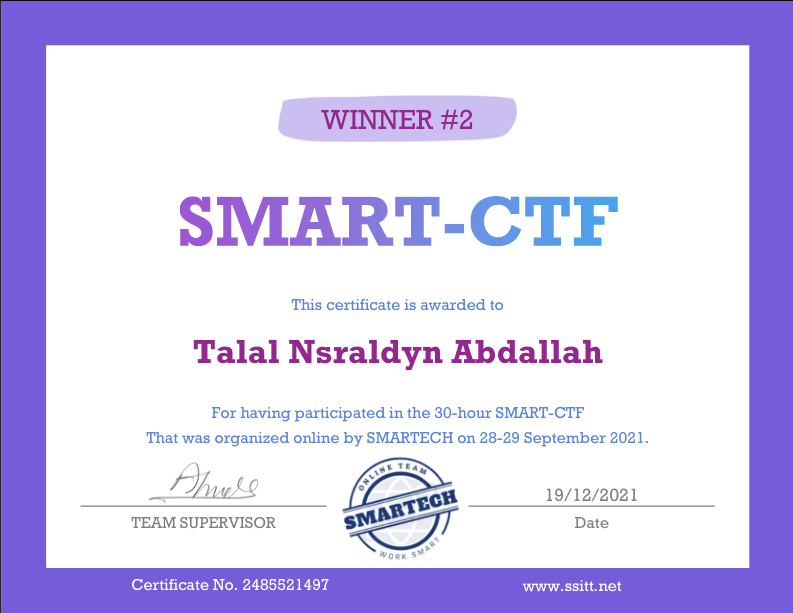 WINNER #2
SMART-CTF
This certificate is awarded to
Talal Nsraldyn Abdallah
For having participated in the 30-hour SMART-CTF
That was organized online by SMARTECH on 28-29 September 2021.
ONLINE TEAM
SMARTECH
WORK SMART
19/12/2021
TEAM SUPERVISOR
Date
Certificate No. 2485521497
www.ssitt.net